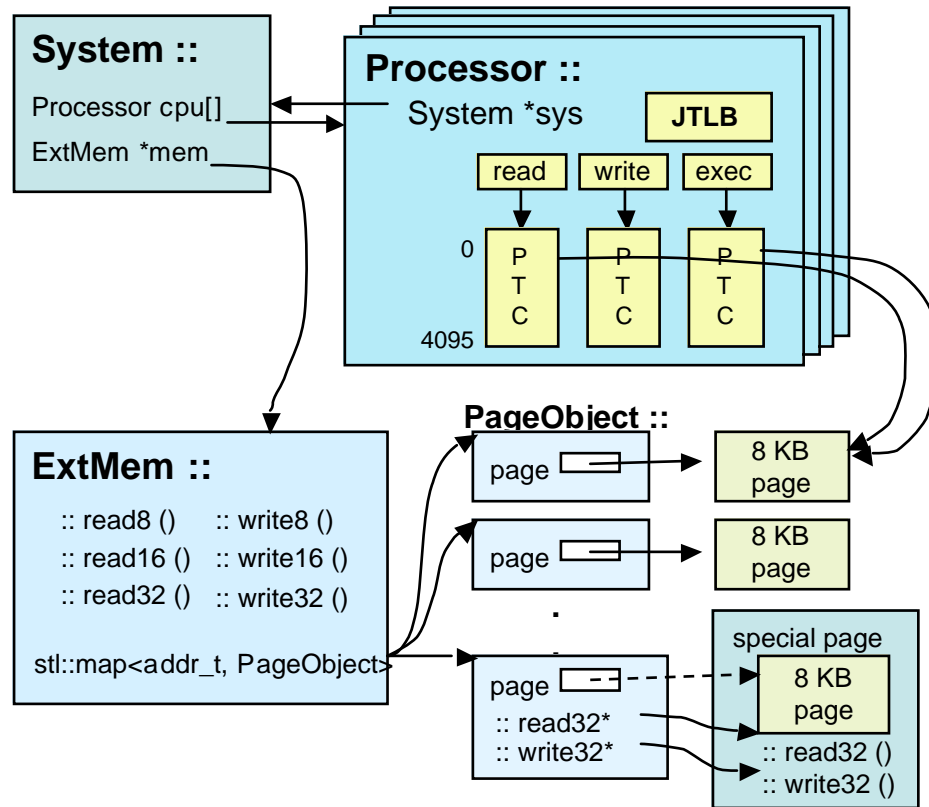 System ::
Processor cpu[]
ExtMem *mem
Processor ::
System *sys
JTLB
read
write
exec
0
4095
P
T
C
P
T
C
P
T
C
ExtMem ::
:: read8 ()
:: write8 ()
:: read16 ()
:: write16 ()
:: read32 ()
:: write32 ()
stl::map<addr_t, PageObject>
PageObject ::
page
8 KB
page
page
8 KB
page
page
:: read32*
:: write32*
special page
8 KB
page
:: read32 ()
:: write32 ()